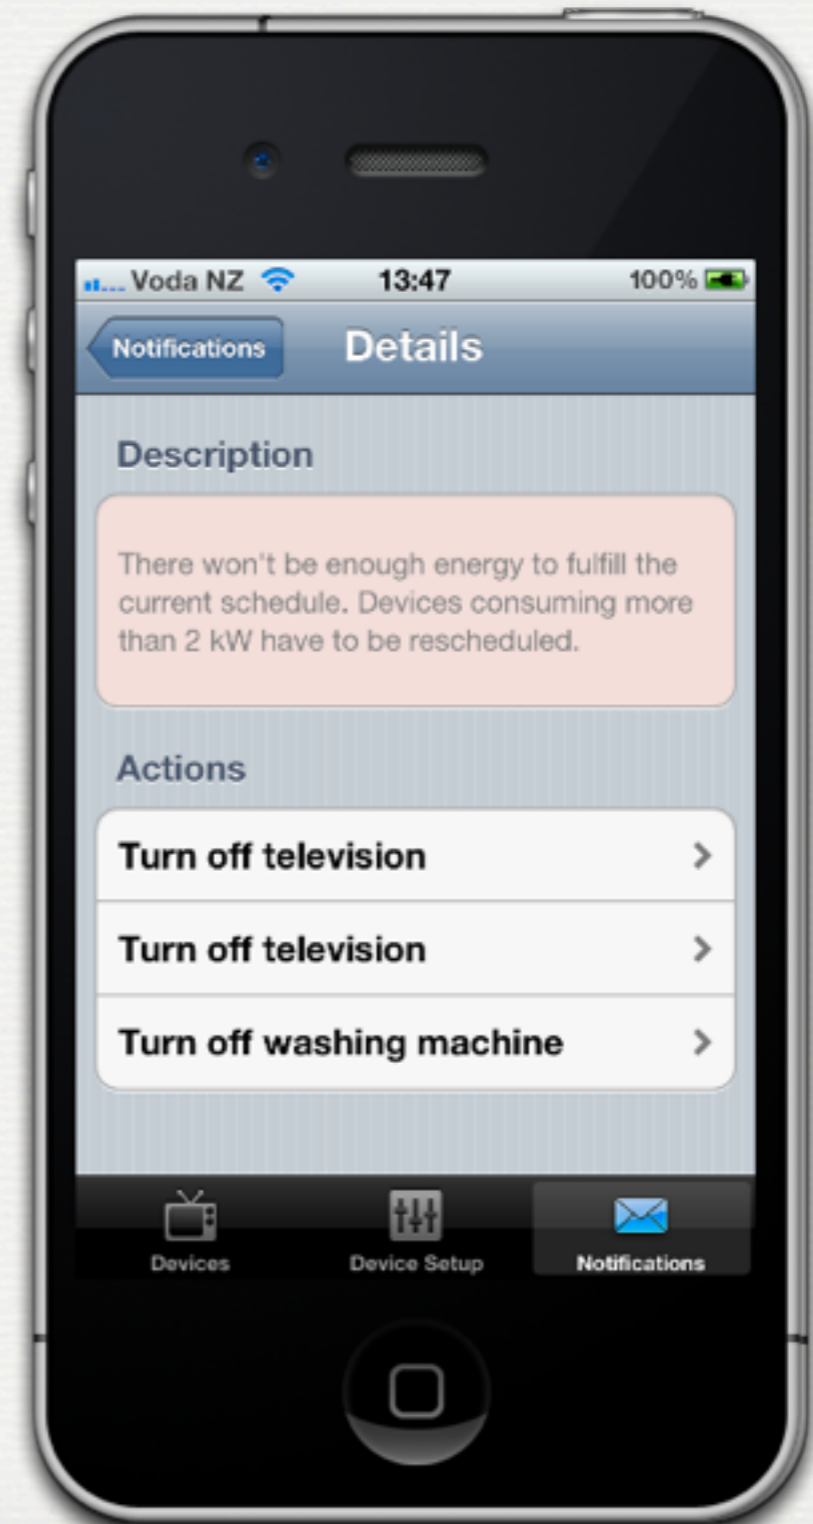 Voda NZ 13:47 100%
Notifications Details
Description
There won't be enough energy to fulfill the
current schedule. Devices consuming more
than 2 kW have to be rescheduled.
Actions
Turn off television
Turn off television
Turn off washing machine
Devices Device Setup Notifications